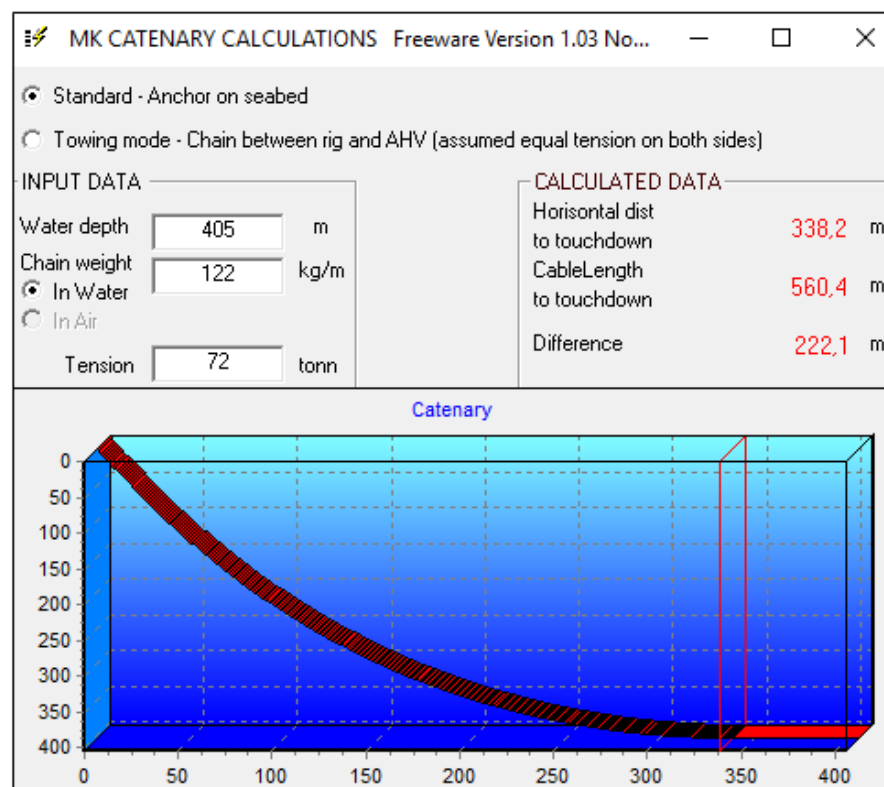 MK CATENARY CALCULATIONS Freeware Version 1.03 No...
Standard - Anchor on seabed
Towing mode - Chain between rig and AHV (assumed equal tension on both sides)
INPUT DATA
Water depth 405 m
Chain weight 122 kg/m
In Water
In Air
Tension 72 tonn
CALCULATED DATA
Horisontal dist
to touchdown 338,2 m
CableLength
to touchdown 560,4 m
Difference 222,1 m
Catenary
0
50
100
150
200
250
300
350
400
0 50 100 150 200 250 300 350 400